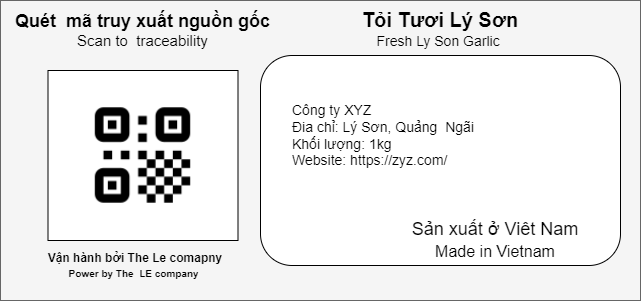 Quét mã truy xuất nguồn gốc
Scan to traceability
Vận hành bởi The Le comapny
Power by The LE company
Tỏi Tươi Lý Sơn
Fresh Ly Son Garlic
Công ty XYZ
Đia chỉ: Lý Sơn, Quảng Ngãi
Khối lượng: 1kg
Website: https://zyz.com/
Sản xuất ở Viêt Nam
Made in Vietnam